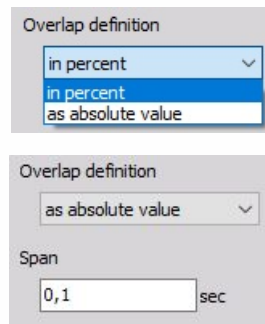 Overlap definition
in percent
in percent
as absolute value
Overlap definition
as absolute value
Span
0,1 sec